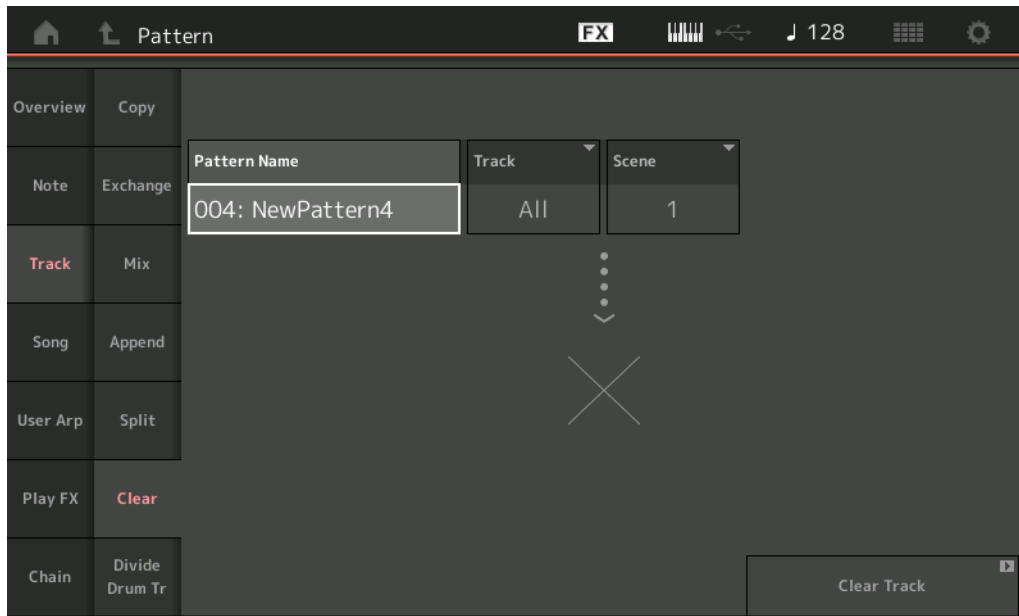 Pattern
FX
♩ 128
Overview
Copy
Note
Exchange
Track
Mix
Song
Append
User Arp
Split
Play FX
Clear
Chain
Divide
Drum Tr
Pattern Name
Track
Scene
004: NewPattern4
All
1
Clear Track